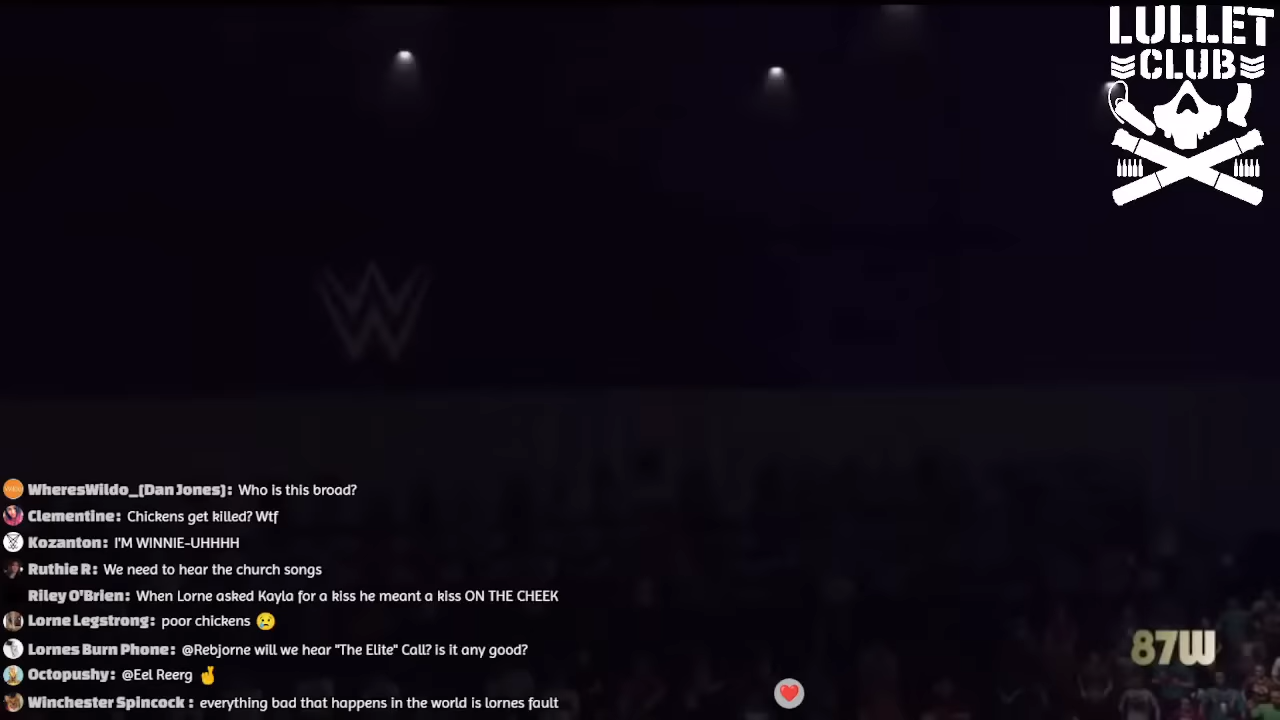 LULLET
CLUB
W
WheresWildo_(Dan Jones): Who is this broad?
Clementine: Chickens get killed? Wtf
Kozanton: I'M WINNIE-UHHHH
Ruthie R: We need to hear the church songs
Riley O'Brien: When Lorne asked Kayla for a kiss he meant a kiss ON THE CHEEK
Lorne Legstrong: poor chickens 😢
Lornes Burn Phone: @Rebjorne will we hear "The Elite" Call? is it any good?
Octopushy: @Eel Reerg 🤞
Winchester Spincock : everything bad that happens in the world is lornes fault
87W